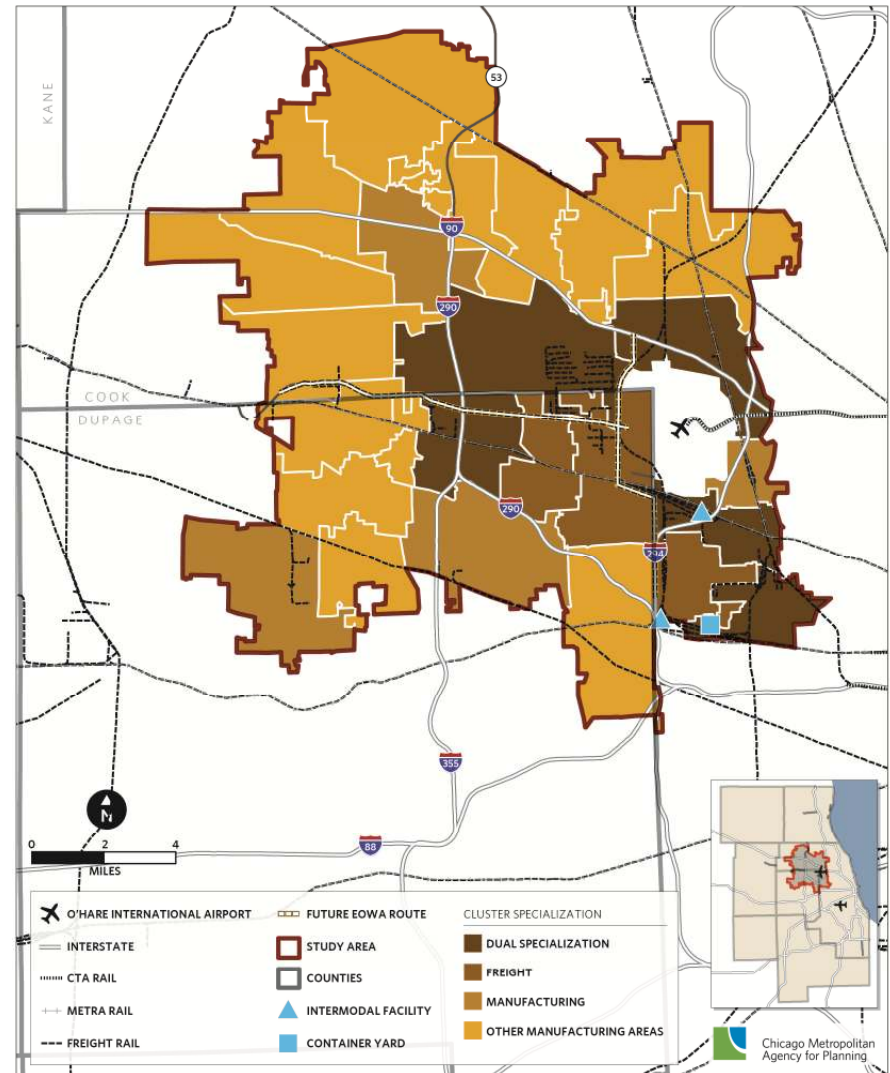 KANE
53
90
290
COOK
DUPAGE
290
294
355
N
88
0 2 4
MILES
O'HARE INTERNATIONAL AIRPORT
INTERSTATE
CTA RAIL
METRA RAIL
FREIGHT RAIL
FUTURE EOWA ROUTE
STUDY AREA
COUNTIES
INTERMODAL FACILITY
CONTAINER YARD
CLUSTER SPECIALIZATION
DUAL SPECIALIZATION
FREIGHT
MANUFACTURING
OTHER MANUFACTURING AREAS
Chicago Metropolitan
Agency for Planning